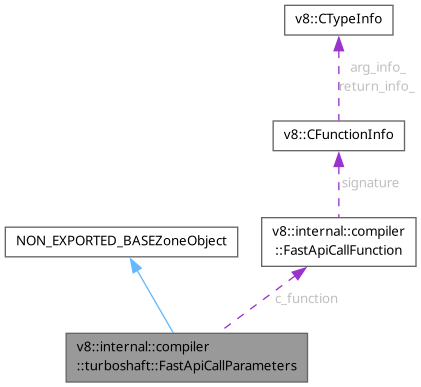 v8::CTypeInfo
arg_info_
return_info_
v8::CFunctionInfo
signature
v8::internal::compiler
::FastApiCallFunction
NON_EXPORTED_BASEZoneObject
c_function
v8::internal::compiler
::turboshaft::FastApiCallParameters